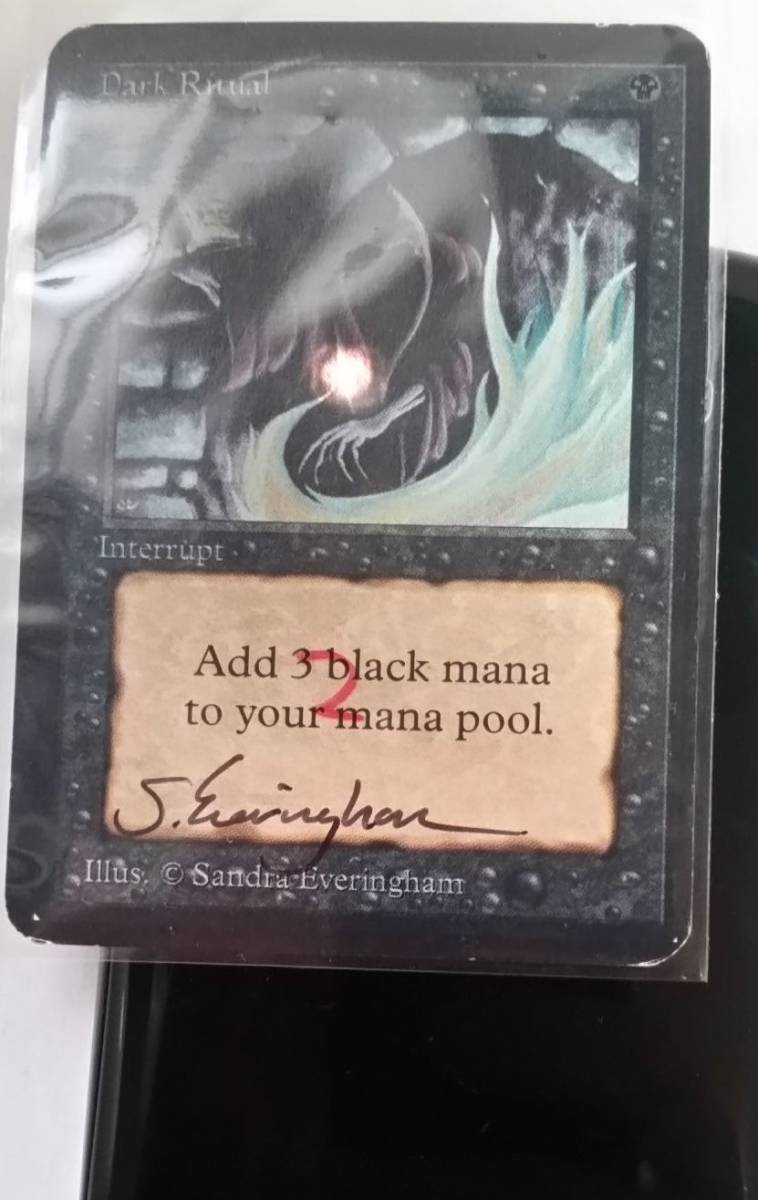 Dark Ritual
Interrupt
Add 3 black mana
2
to your mana pool.
S. Everingham
Illus. © Sandra Everingham